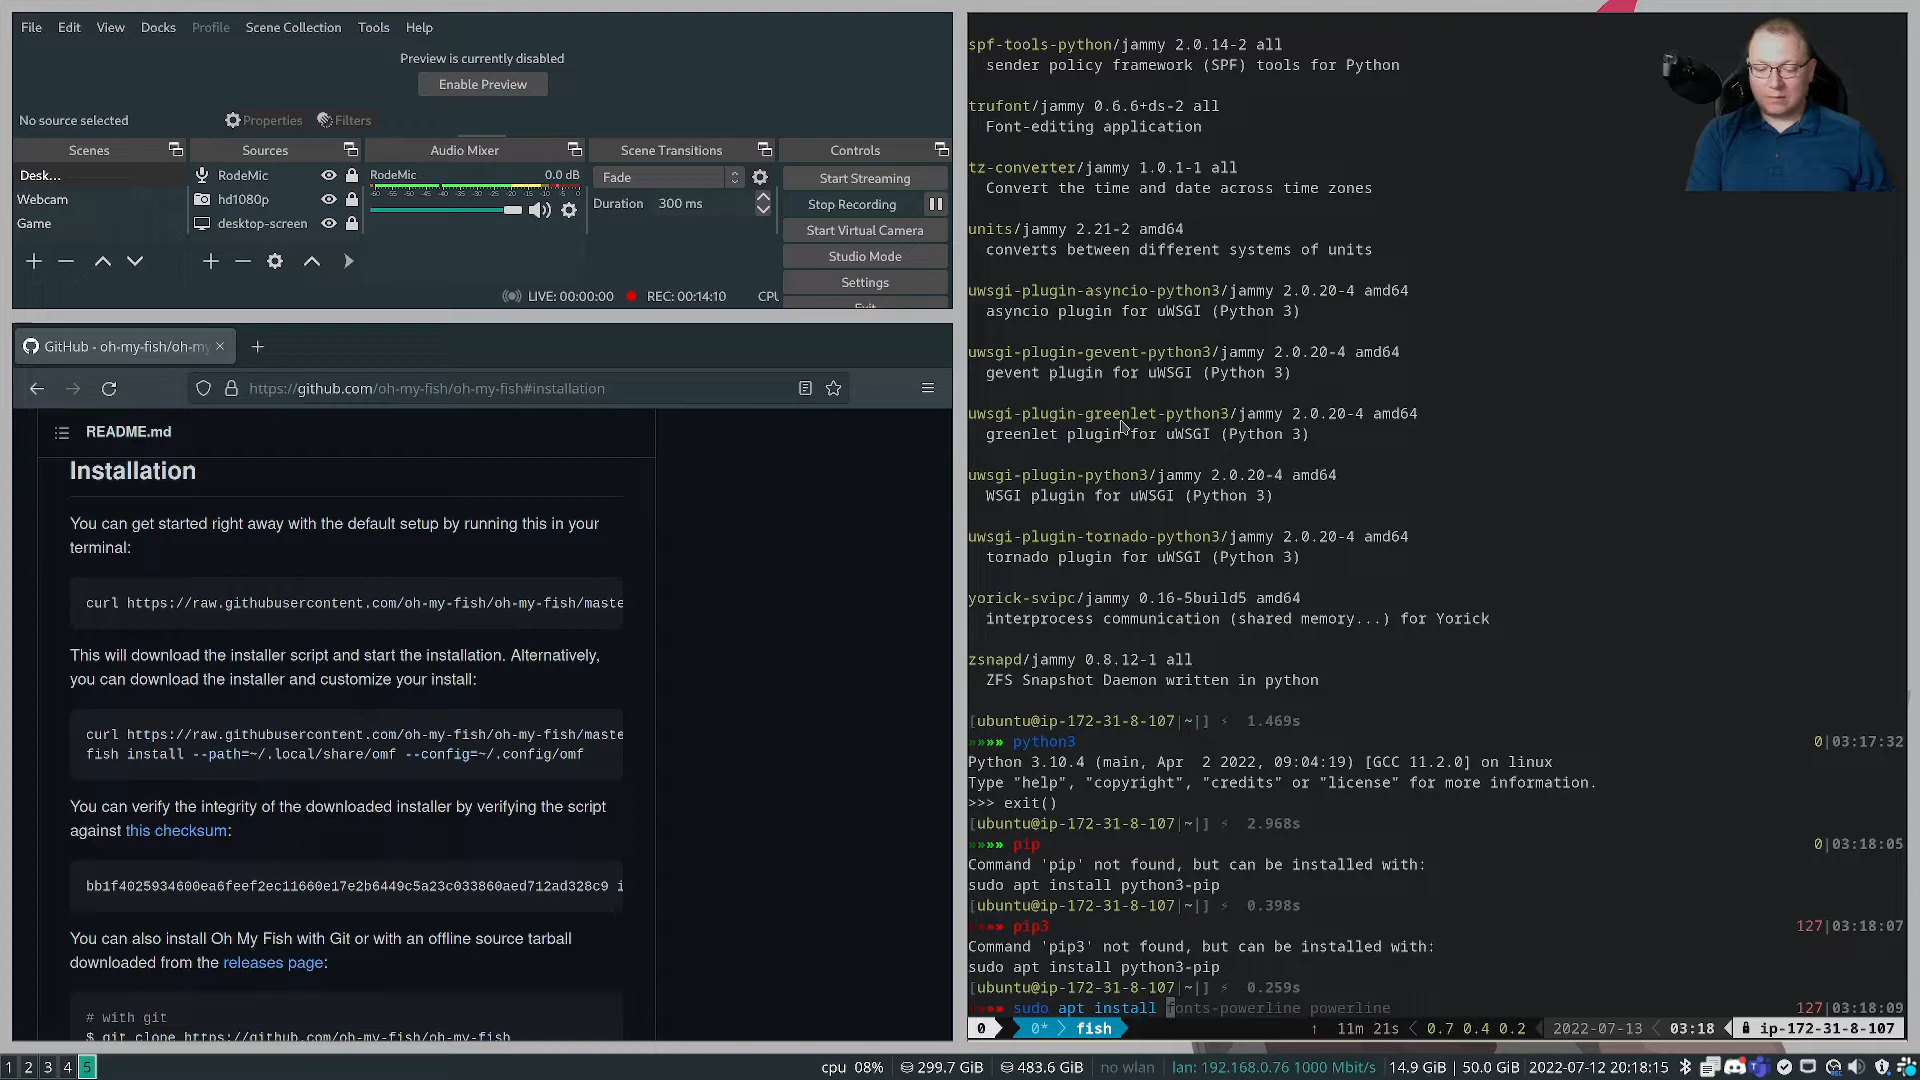 File Edit View Docks Profile Scene Collection Tools Help
Preview is currently disabled
Enable Preview
No source selected
Properties
Filters
Scenes
Sources
Audio Mixer
Scene Transitions
Controls
Desk...
Webcam
Game
RodeMic
hd1080p
desktop-screen
RodeMic 0.0 dB
-60 -55 -50 -45 -40 -35 -30 -25 -20 -15 -10 -5 0
Fade
Duration 300 ms
Start Streaming
Stop Recording
Start Virtual Camera
Studio Mode
Settings
Exit
LIVE: 00:00:00 REC: 00:14:10 CPU
GitHub - oh-my-fish/oh-my
https://github.com/oh-my-fish/oh-my-fish#installation
README.md
Installation
You can get started right away with the default setup by running this in your
terminal:
curl https://raw.githubusercontent.com/oh-my-fish/oh-my-fish/maste
This will download the installer script and start the installation. Alternatively,
you can download the installer and customize your install:
curl https://raw.githubusercontent.com/oh-my-fish/oh-my-fish/maste
fish install --path=~/.local/share/omf --config=~/.config/omf
You can verify the integrity of the downloaded installer by verifying the script
against this checksum:
bb1f4025934600ea6feef2ec11660e17e2b6449c5a23c033860aed712ad328c9 i
You can also install Oh My Fish with Git or with an offline source tarball
downloaded from the releases page:
# with git
$ git clone https://github.com/oh-my-fish/oh-my-fish
spf-tools-python/jammy 2.0.14-2 all
sender policy framework (SPF) tools for Python
trufont/jammy 0.6.6+ds-2 all
Font-editing application
tz-converter/jammy 1.0.1-1 all
Convert the time and date across time zones
units/jammy 2.21-2 amd64
converts between different systems of units
uwsgi-plugin-asyncio-python3/jammy 2.0.20-4 amd64
asyncio plugin for uWSGI (Python 3)
uwsgi-plugin-gevent-python3/jammy 2.0.20-4 amd64
gevent plugin for uWSGI (Python 3)
uwsgi-plugin-greenlet-python3/jammy 2.0.20-4 amd64
greenlet plugin for uWSGI (Python 3)
uwsgi-plugin-python3/jammy 2.0.20-4 amd64
WSGI plugin for uWSGI (Python 3)
uwsgi-plugin-tornado-python3/jammy 2.0.20-4 amd64
tornado plugin for uWSGI (Python 3)
yorick-svipc/jammy 0.16-5build5 amd64
interprocess communication (shared memory...) for Yorick
zsnapd/jammy 0.8.12-1 all
ZFS Snapshot Daemon written in python
[ubuntu@ip-172-31-8-107|~|] ⚡ 1.469s
»»»» python3 0|03:17:32
Python 3.10.4 (main, Apr 2 2022, 09:04:19) [GCC 11.2.0] on linux
Type "help", "copyright", "credits" or "license" for more information.
>>> exit()
[ubuntu@ip-172-31-8-107|~|] ⚡ 2.968s
»»»» pip 0|03:18:05
Command 'pip' not found, but can be installed with:
sudo apt install python3-pip
[ubuntu@ip-172-31-8-107|~|] ⚡ 0.398s
»»»» pip3 127|03:18:07
Command 'pip3' not found, but can be installed with:
sudo apt install python3-pip
[ubuntu@ip-172-31-8-107|~|] ⚡ 0.259s
»»»» sudo apt install fonts-powerline powerline 127|03:18:09
0 0* fish ↑ 11m 21s < 0.7 0.4 0.2 2022-07-13 < 03:18 ip-172-31-8-107
1 2 3 4 5 cpu 08% 299.7 GiB 483.6 GiB no wlan lan: 192.168.0.76 1000 Mbit/s 14.9 GiB | 50.0 GiB 2022-07-12 20:18:15